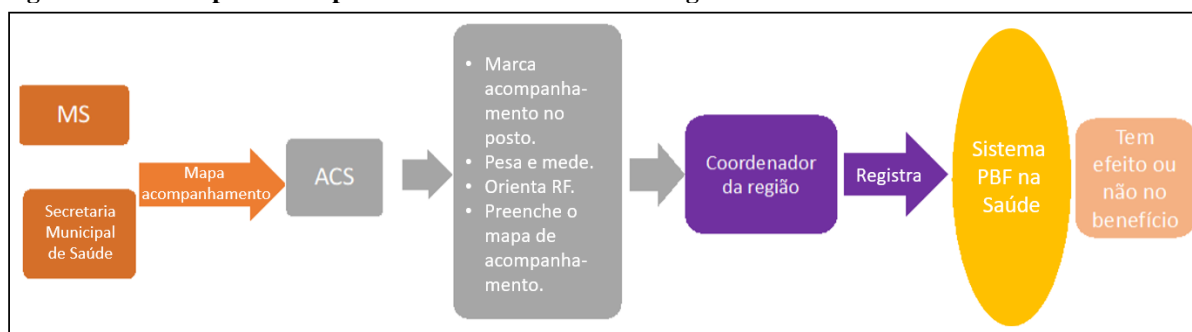 MS
Secretaria
Municipal
de Saúde
Mapa
acompanhamento
ACS
• Marca
acompanha-
mento no
posto.
• Pesa e mede.
• Orienta RF.
• Preenche o
mapa de
acompanha-
mento.
Coordenador
da região
Registra
Sistema
PBF na
Saúde
Tem
efeito ou
não no
benefício